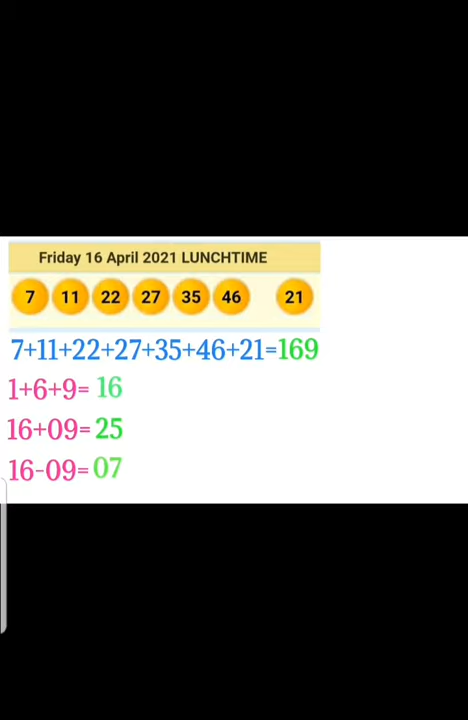 Friday 16 April 2021 LUNCHTIME
7 11 22 27 35 46 21
7+11+22+27+35+46+21=169
1+6+9= 16
16+09= 25
16-09= 07